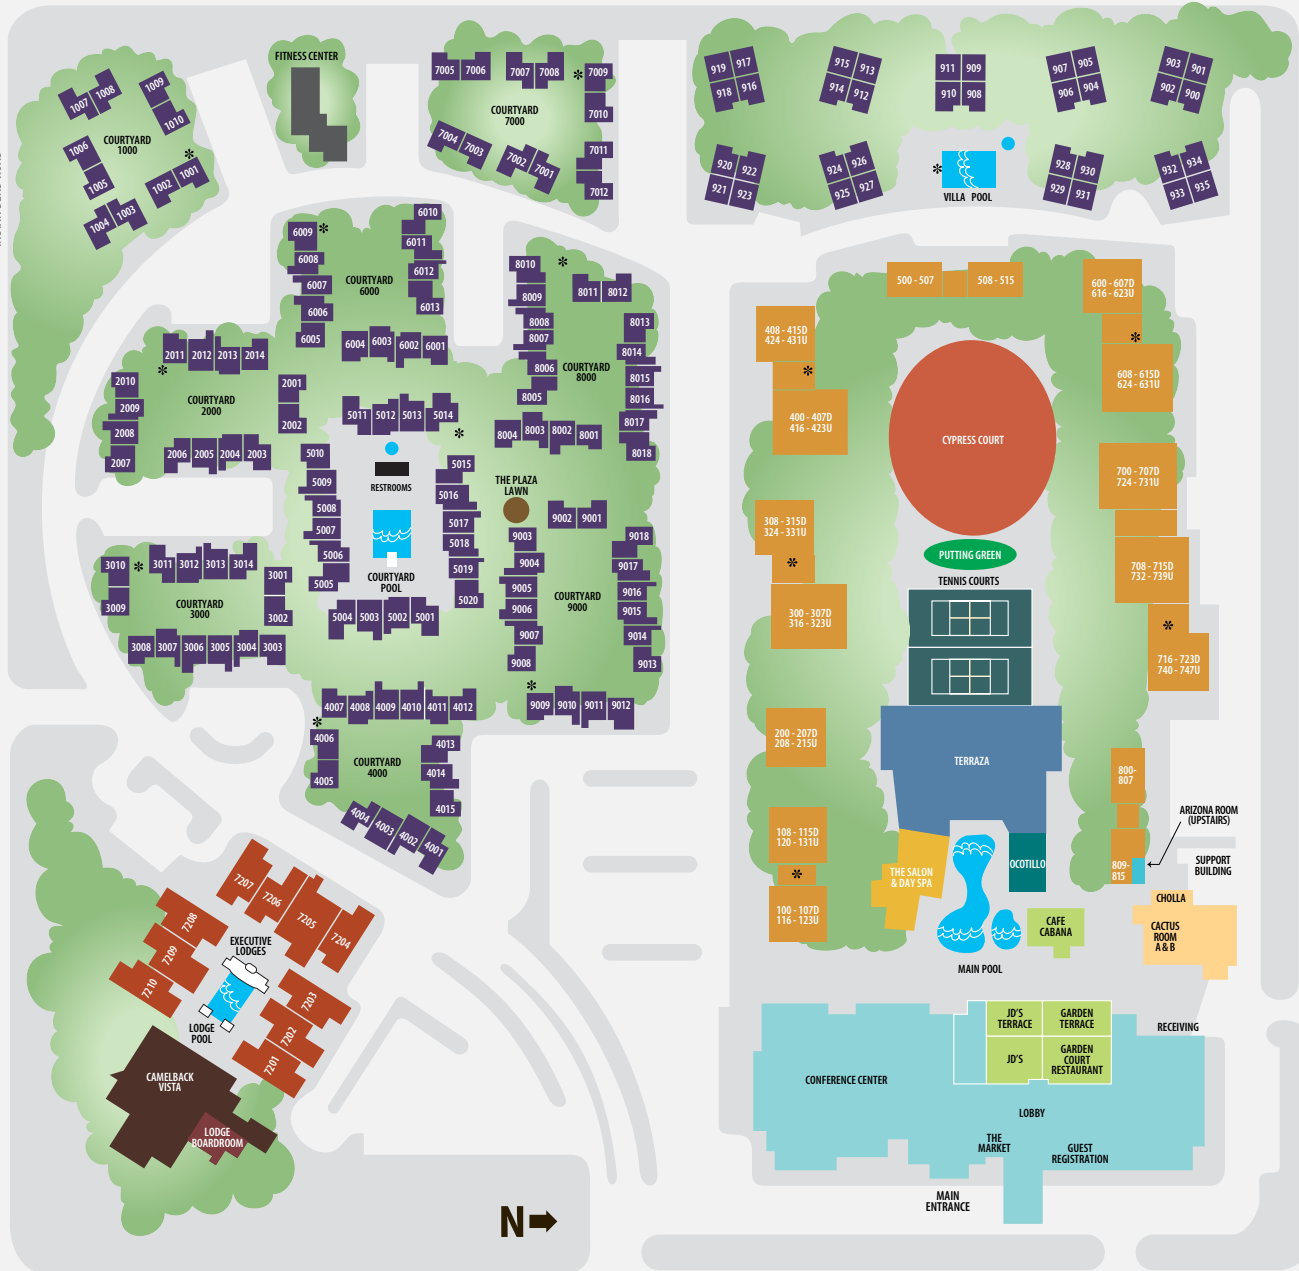 FITNESS CENTER
1009
1008
1007
1010
COURTYARD
1000
1006
1005
1001
1002
1003
1004
7005 7006
7007 7008
7009
COURTYARD
7000
7010
7004
7003
7002
7001
7011
7012
919 917
918 916
915 913
914 912
911 909
910 908
907 905
906 904
903 901
902 900
920 922
921 923
924 926
925 927
928 930
929 931
932 934
933 935
VILLA POOL
6009
6008
6007
6006
6005
COURTYARD
6000
6010
6011
6012
6013
6004 6003 6002 6001
8010
8009
8008
8007
8006
8005
8011 8012
COURTYARD
8000
8013
8014
8015
8016
8017
8018
8004 8003 8002 8001
2011 2012 2013 2014
2010
2009
2008
2007
COURTYARD
2000
2001
2002
2006 2005 2004 2003
5011 5012 5013 5014
5010
5009
5008
5007
5006
5005
RESTROOMS
COURTYARD
POOL
5015
5016
5017
5018
5019
5020
5004 5003 5002 5001
THE PLAZA
LAWN
9002 9001
9003
9004
9005
9006
9007
9008
COURTYARD
9000
9018
9017
9016
9015
9014
9013
9009 9010 9011 9012
3010
3009
3011 3012 3013 3014
COURTYARD
3000
3001
3002
3008 3007 3006 3005 3004 3003
4007 4008 4009 4010 4011 4012
4006
4005
COURTYARD
4000
4013
4014
4015
4004
4003
4002
4001
500 - 507
508 - 515
600 - 607D
616 - 623U
408 - 415D
424 - 431U
608 - 615D
624 - 631U
400 - 407D
416 - 423U
CYPRESS COURT
700 - 707D
724 - 731U
308 - 315D
324 - 331U
PUTTING GREEN
TENNIS COURTS
708 - 715D
732 - 739U
300 - 307D
316 - 323U
716 - 723D
740 - 747U
200 - 207D
208 - 215U
TERRAZA
800-
807
ARIZONA ROOM
(UPSTAIRS)
108 - 115D
120 - 131U
THE SALON
& DAY SPA
OCOTILLO
809-
815
SUPPORT
BUILDING
100 - 107D
116 - 123U
CAFE
CABANA
CHOLLA
CACTUS
ROOM
A & B
MAIN POOL
7207
7206
7205
7204
7208
7209
7210
EXECUTIVE
LODGES
7203
7202
7201
LODGE
POOL
CAMELBACK
VISTA
LODGE
BOARDROOM
JD'S
TERRACE
GARDEN
TERRACE
RECEIVING
JD'S
GARDEN
COURT
RESTAURANT
CONFERENCE CENTER
LOBBY
THE
MARKET
GUEST
REGISTRATION
MAIN
ENTRANCE
N